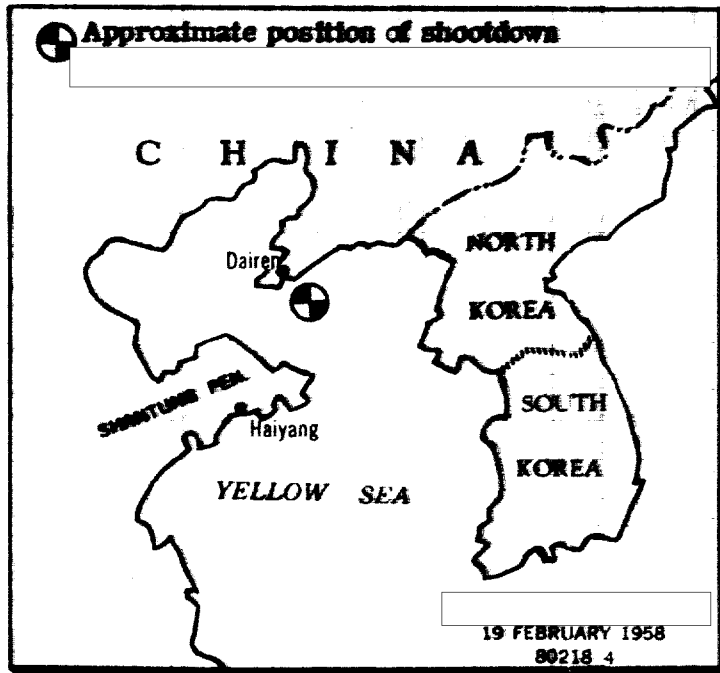 Approximate position of shootdown
C H I N A
NORTH
KOREA
Dairen
SHANTUNG PEN.
Haiyang
SOUTH
KOREA
YELLOW SEA
19 FEBRUARY 1958
80218 4